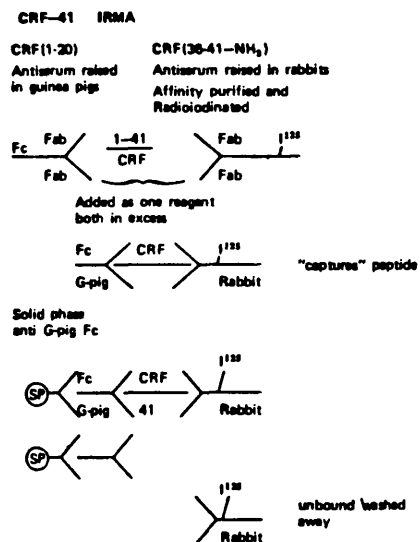 CRF-41 IRMA
CRF(1-20) CRF(36-41-NH₂)
Antiserum raised in guinea pigs
Antiserum raised in rabbits
Affinity purified and Radioiodinated
Fab 1-41 Fab I¹²⁵
Fc CRF
Fab Fab
Added as one reagent
both in excess
Fc CRF I¹²⁵
"captures" peptide
G-pig Rabbit
Solid phase
anti G-pig Fc
I¹²⁵
Fc CRF
SP
G-pig 41 Rabbit
SP
I¹²⁵
unbound washed
away
Rabbit